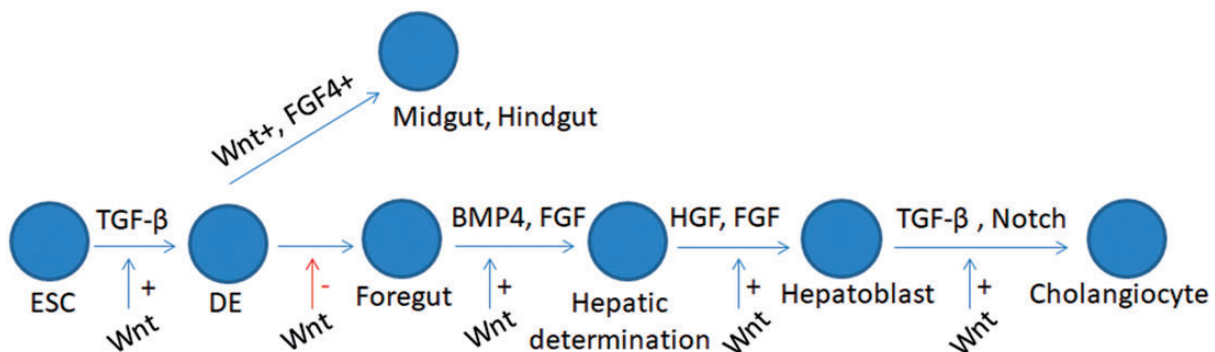 Wnt+, FGF4+
Midgut, Hindgut
TGF-β
BMP4, FGF
HGF, FGF
TGF-β , Notch
+
-
+
+
+
ESC
DE
Foregut
Hepatic
determination
Hepatoblast
Cholangiocyte
Wnt
Wnt
Wnt
Wnt
Wnt